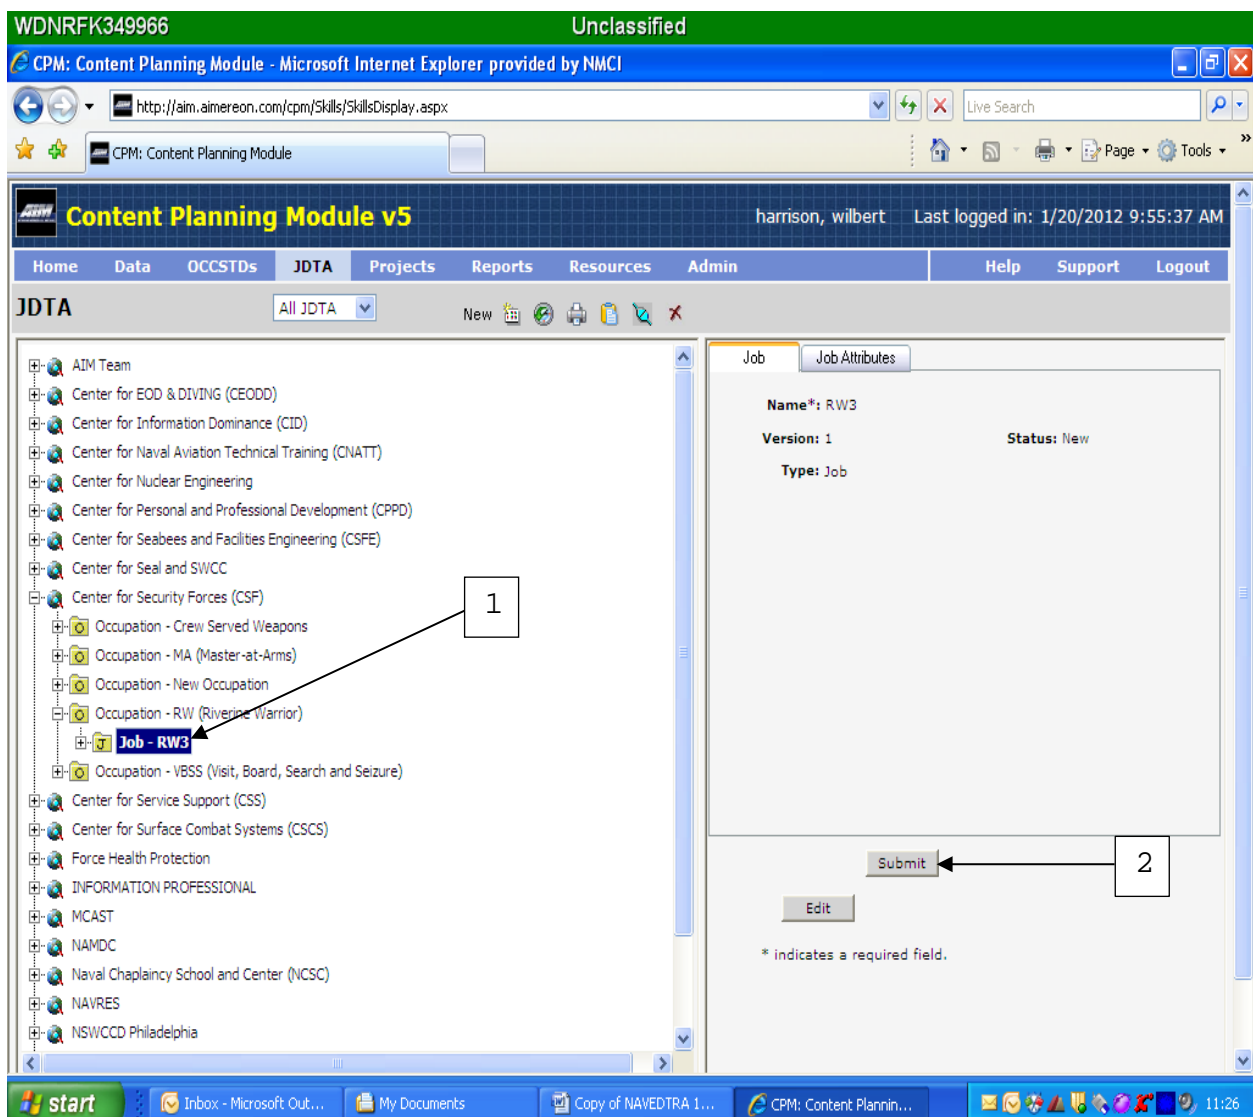 WDNRFK349966 Unclassified
CPM: Content Planning Module - Microsoft Internet Explorer provided by NMCI
http://aim.aimereon.com/cpm/Skills/SkillsDisplay.aspx Live Search
CPM: Content Planning Module Page Tools »
AIM Content Planning Module v5 harrison, wilbert Last logged in: 1/20/2012 9:55:37 AM
Home Data OCCSTDs JDTA Projects Reports Resources Admin Help Support Logout
JDTA All JDTA New
AIM Team
Center for EOD & DIVING (CEODD)
Center for Information Dominance (CID)
Center for Naval Aviation Technical Training (CNATT)
Center for Nuclear Engineering
Center for Personal and Professional Development (CPPD)
Center for Seabees and Facilities Engineering (CSFE)
Center for Seal and SWCC
Center for Security Forces (CSF)
Occupation - Crew Served Weapons
Occupation - MA (Master-at-Arms)
Occupation - New Occupation
Occupation - RW (Riverine Warrior)
Job - RW3
Occupation - VBSS (Visit, Board, Search and Seizure)
Center for Service Support (CSS)
Center for Surface Combat Systems (CSCS)
Force Health Protection
INFORMATION PROFESSIONAL
MCAST
NAMDC
Naval Chaplaincy School and Center (NCSC)
NAVRES
NSWCCD Philadelphia
1
Job Job Attributes
Name*: RW3
Version: 1 Status: New
Type: Job
Submit
2
Edit
* indicates a required field.
start Inbox - Microsoft Out... My Documents Copy of NAVEDTRA 1... CPM: Content Plannin... 11:26